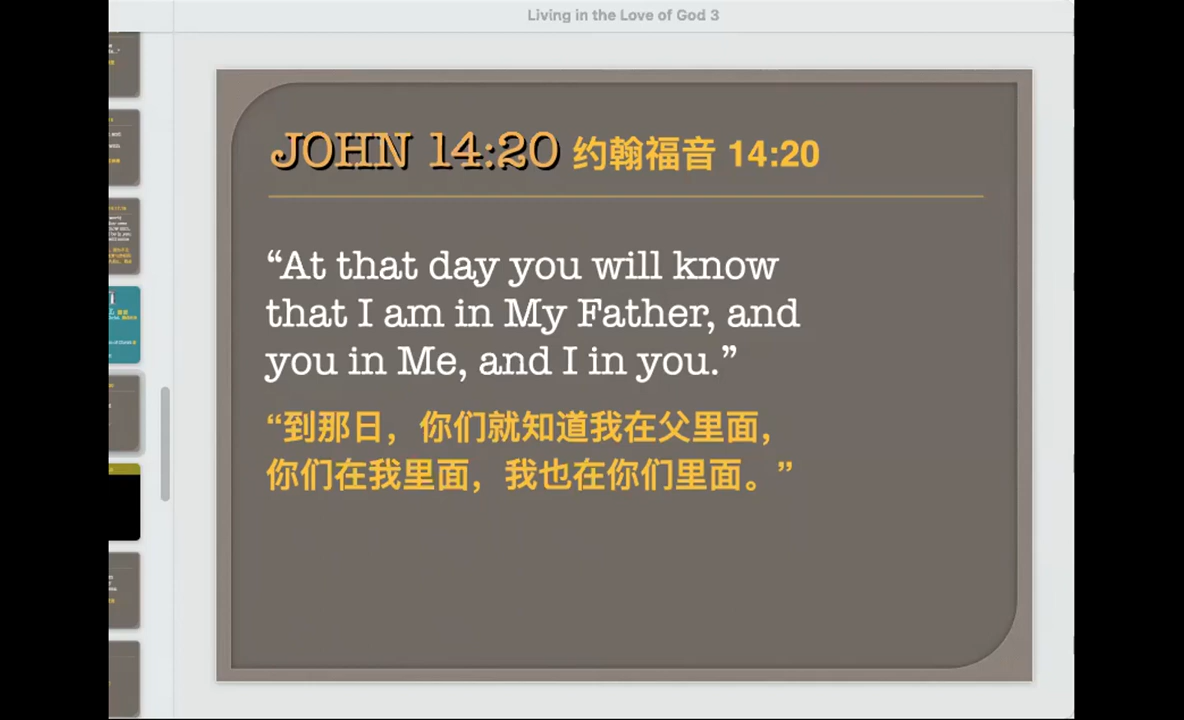 Living in the Love of God 3
JOHN 14:20 约翰福音 14:20
“At that day you will know
that I am in My Father, and
you in Me, and I in you.”
“到那日，你们就知道我在父里面，
你们在我里面，我也在你们里面。”